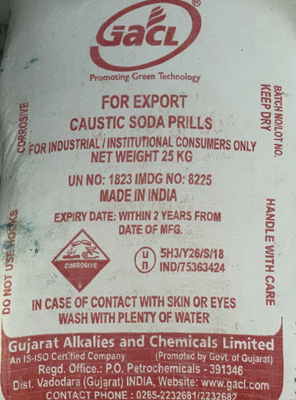 GACL
®
Promoting Green Technology
FOR EXPORT
CAUSTIC SODA PRILLS
FOR INDUSTRIAL / INSTITUTIONAL CONSUMERS ONLY
NET WEIGHT 25 KG
UN NO: 1823 IMDG NO: 8225
MADE IN INDIA
EXPIRY DATE: WITHIN 2 YEARS FROM
DATE OF MFG.
CORROSIVE
DO NOT USE HOOKS
BATCH NO/LOT NO.
KEEP DRY
HANDLE WITH CARE
CORROSIVE
u
n
5H3/Y26/S/18
IND/75363424
IN CASE OF CONTACT WITH SKIN OR EYES
WASH WITH PLENTY OF WATER
Gujarat Alkalies and Chemicals Limited
An IS-ISO Certified Company (Promoted by Govt. of Gujarat)
Regd. Office.: P.O. Petrochemicals - 391346
Dist. Vadodara (Gujarat) INDIA, Website: www.gacl.com
CONTACT PHONE : 0265-2232681/2232682